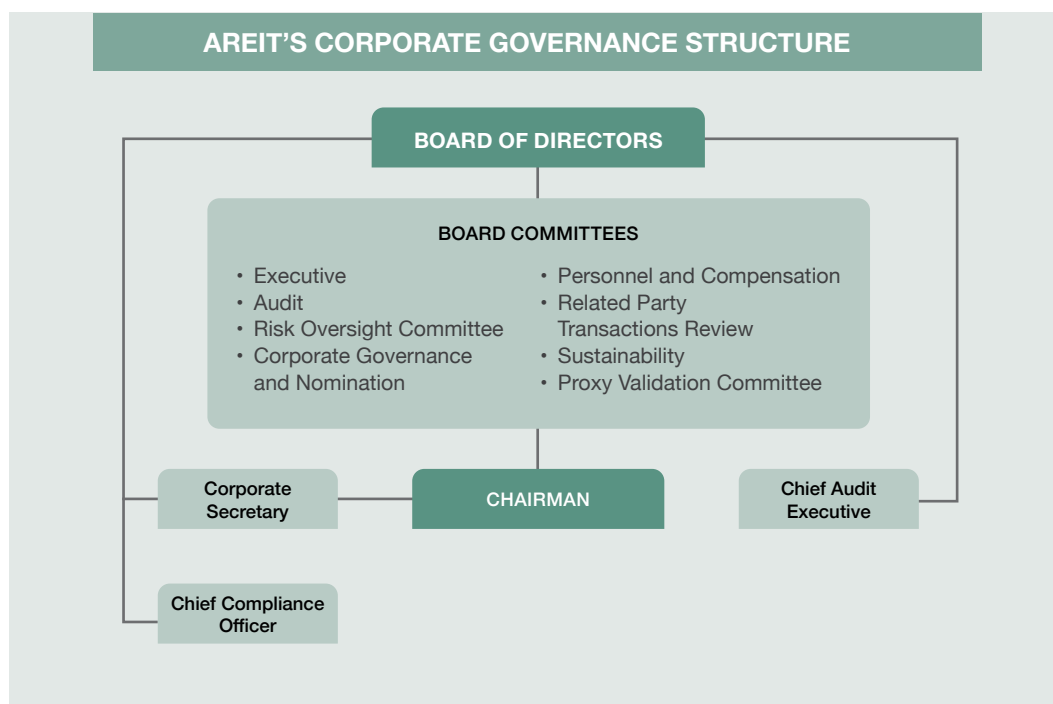 AREIT’S CORPORATE GOVERNANCE STRUCTURE
BOARD OF DIRECTORS
BOARD COMMITTEES
• Executive
• Audit
• Risk Oversight Committee
• Corporate Governance
and Nomination
• Personnel and Compensation
• Related Party
Transactions Review
• Sustainability
• Proxy Validation Committee
Corporate
Secretary
CHAIRMAN
Chief Audit
Executive
Chief Compliance
Officer